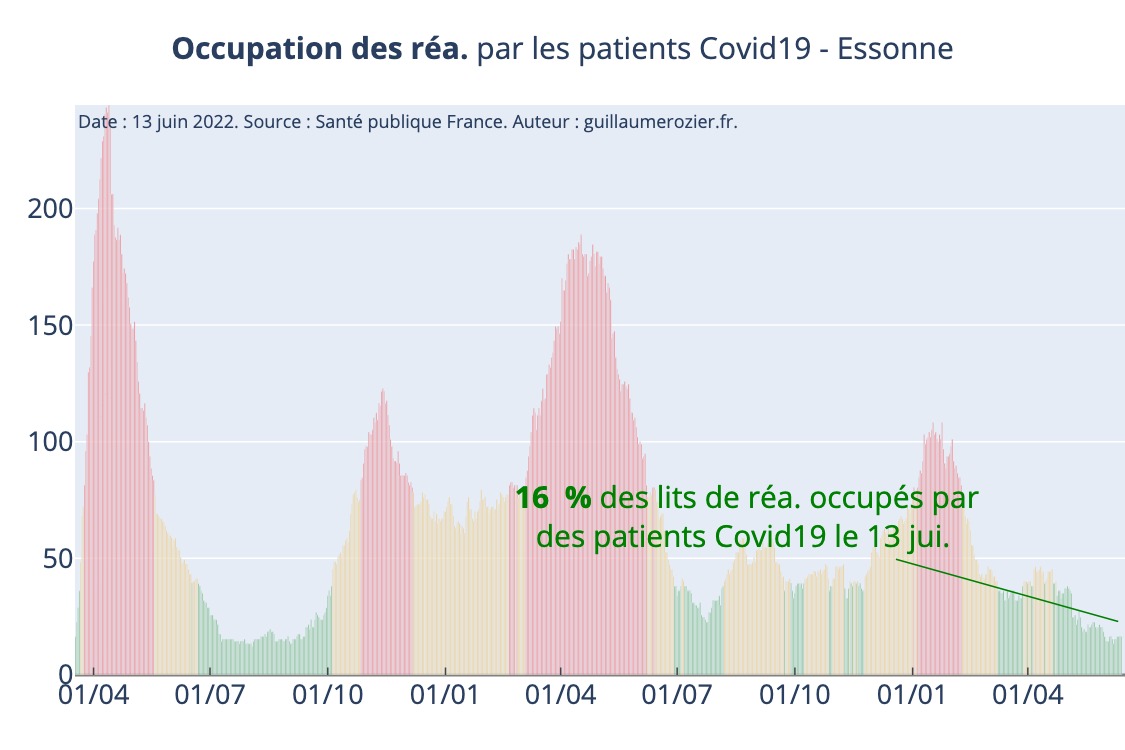 Occupation des réa. par les patients Covid19 - Essonne
Date : 13 juin 2022. Source : Santé publique France. Auteur : guillaumerozier.fr.
200
150
100
16 % des lits de réa. occupés par
des patients Covid19 le 13 jui.
50
0
01/04 01/07 01/10 01/01 01/04 01/07 01/10 01/01 01/04